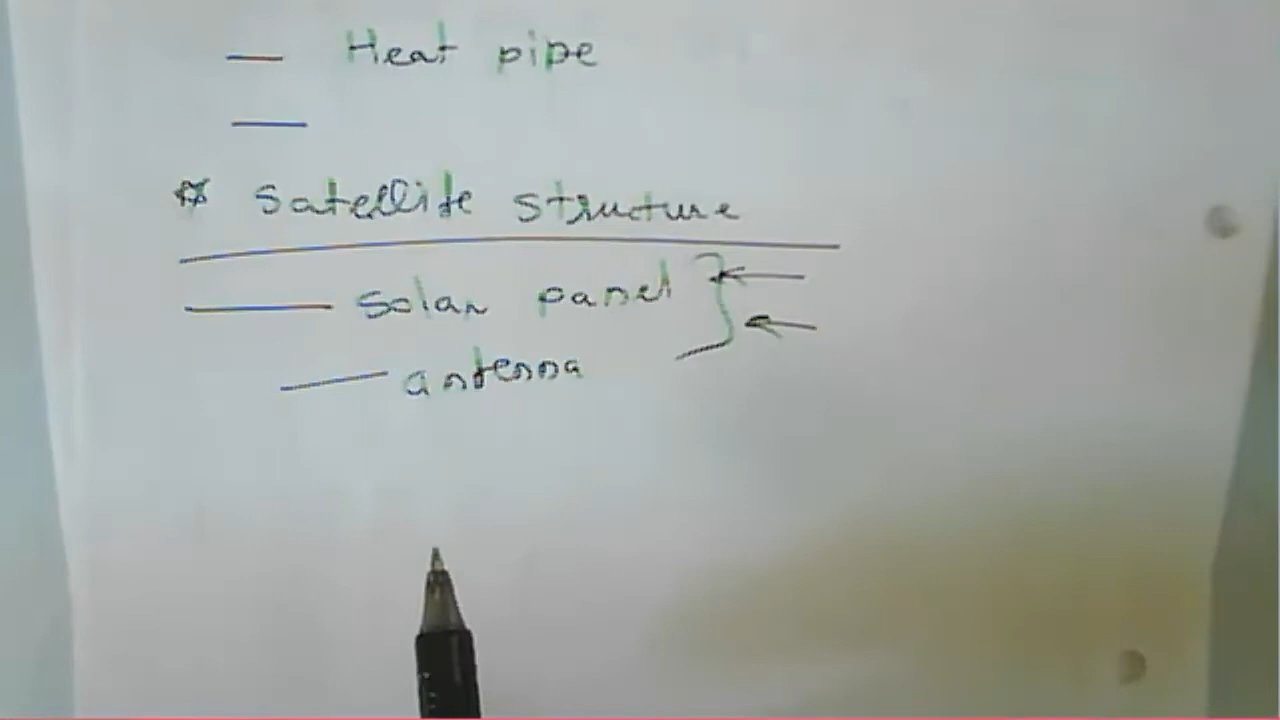 — Heat pipe
—
* Satellite structure
— solar panel
— antenna